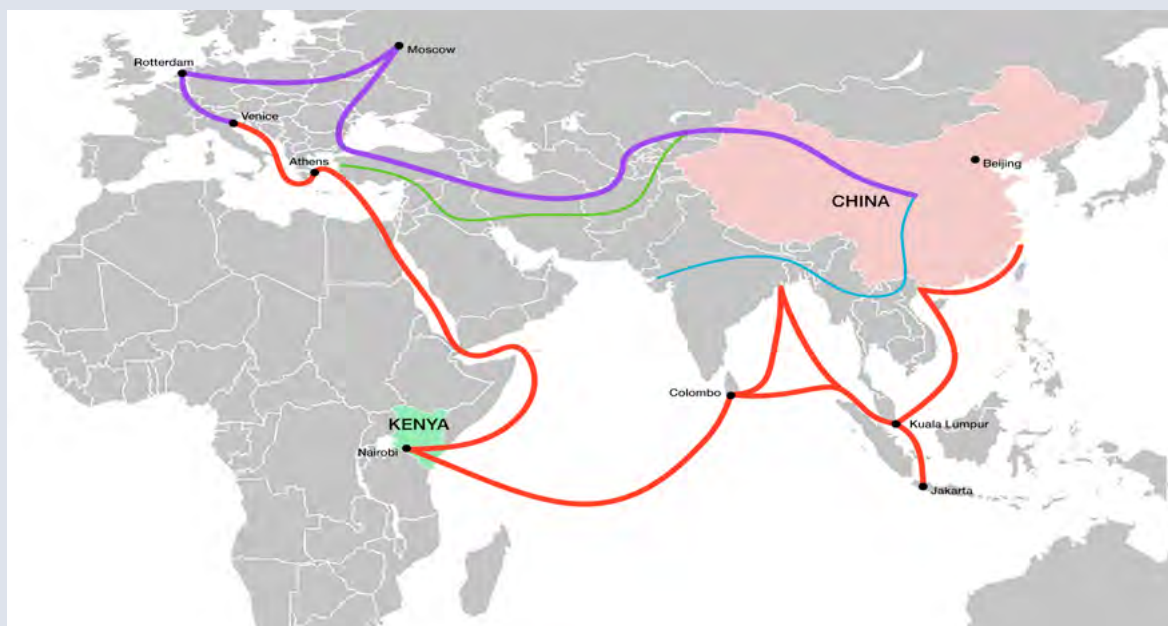 Moscow
Rotterdam
Venice
Athens
Beijing
CHINA
Colombo
KENYA
Kuala Lumpur
Nairobi
Jakarta